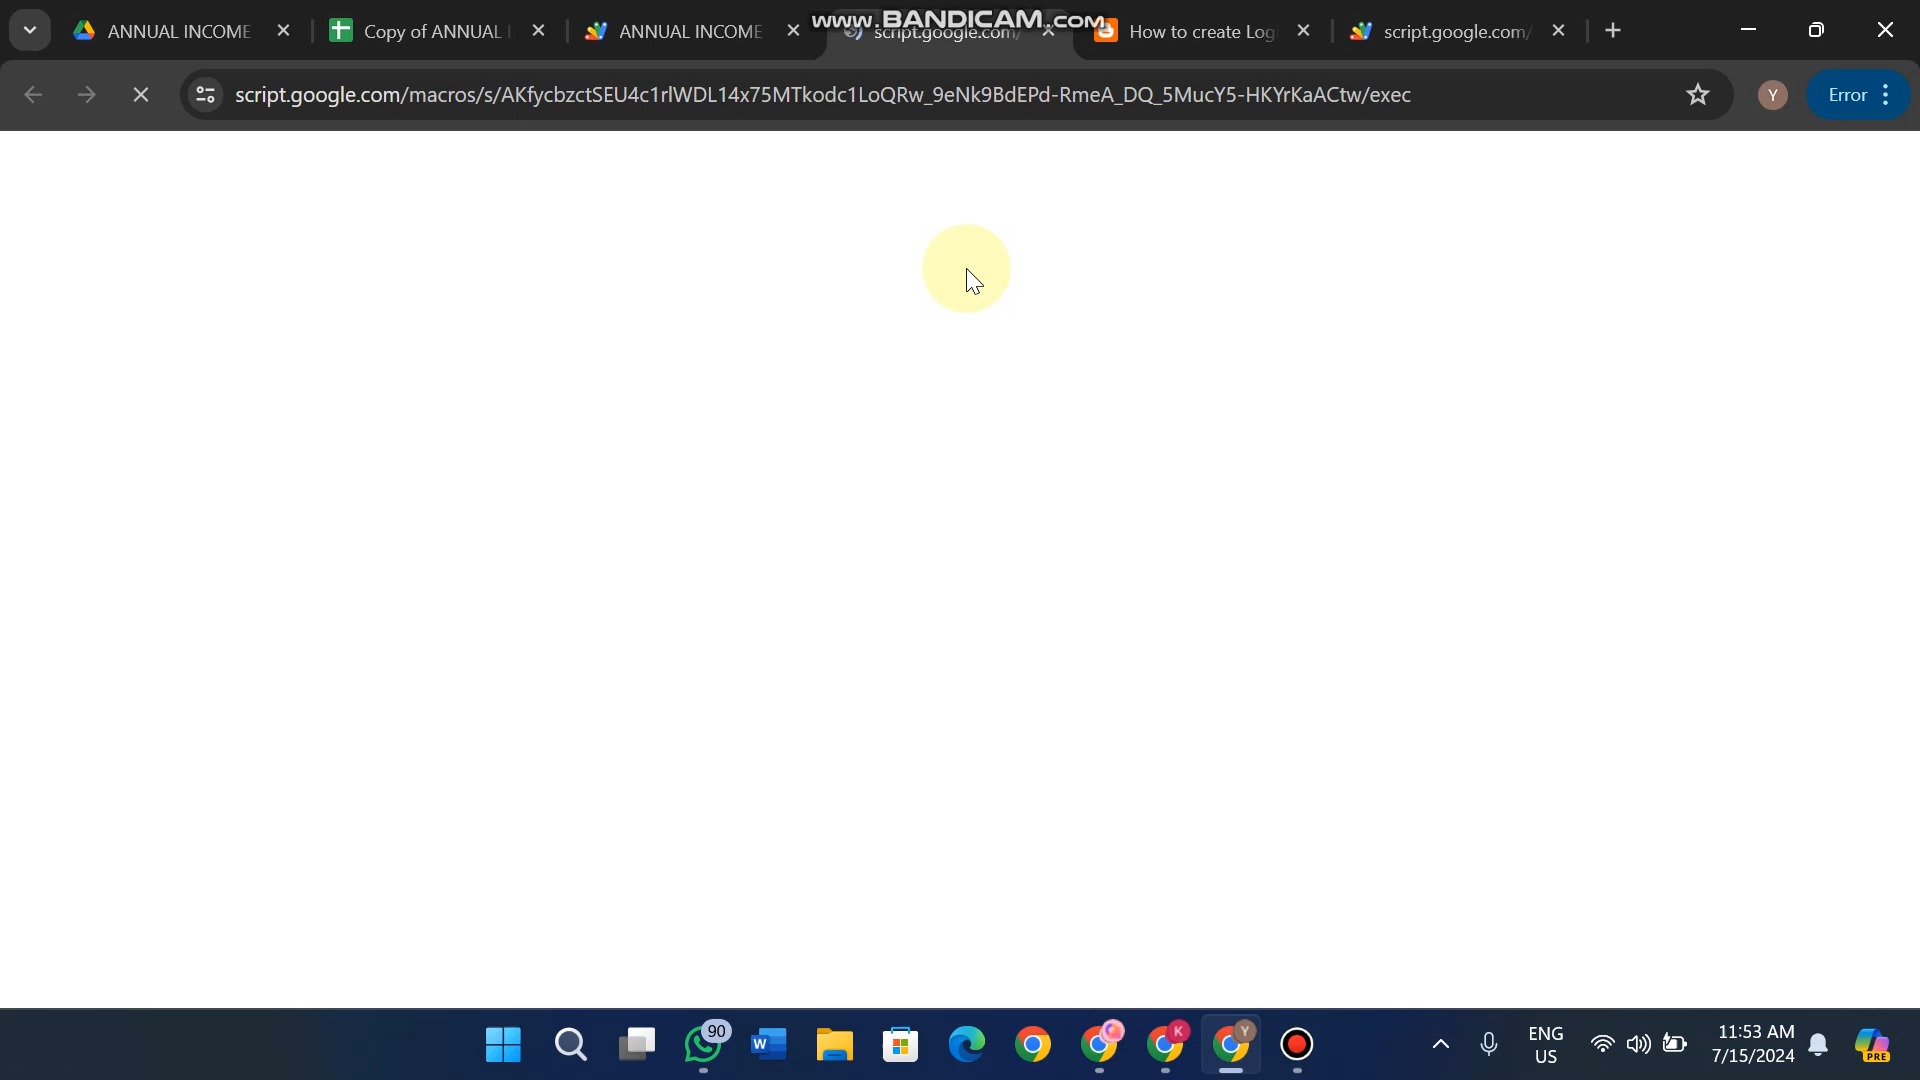 www.BANDICAM.com
ANNUAL INCOME
Copy of ANNUAL I
ANNUAL INCOME
script.google.com/
How to create Log
script.google.com/
script.google.com/macros/s/AKfycbzctSEU4c1rlWDL14x75MTkodc1LoQRw_9eNk9BdEPd-RmeA_DQ_5MucY5-HKYrKaACtw/exec
Y
Error
90
W
K
Y
ENG
US
11:53 AM
7/15/2024
PRE